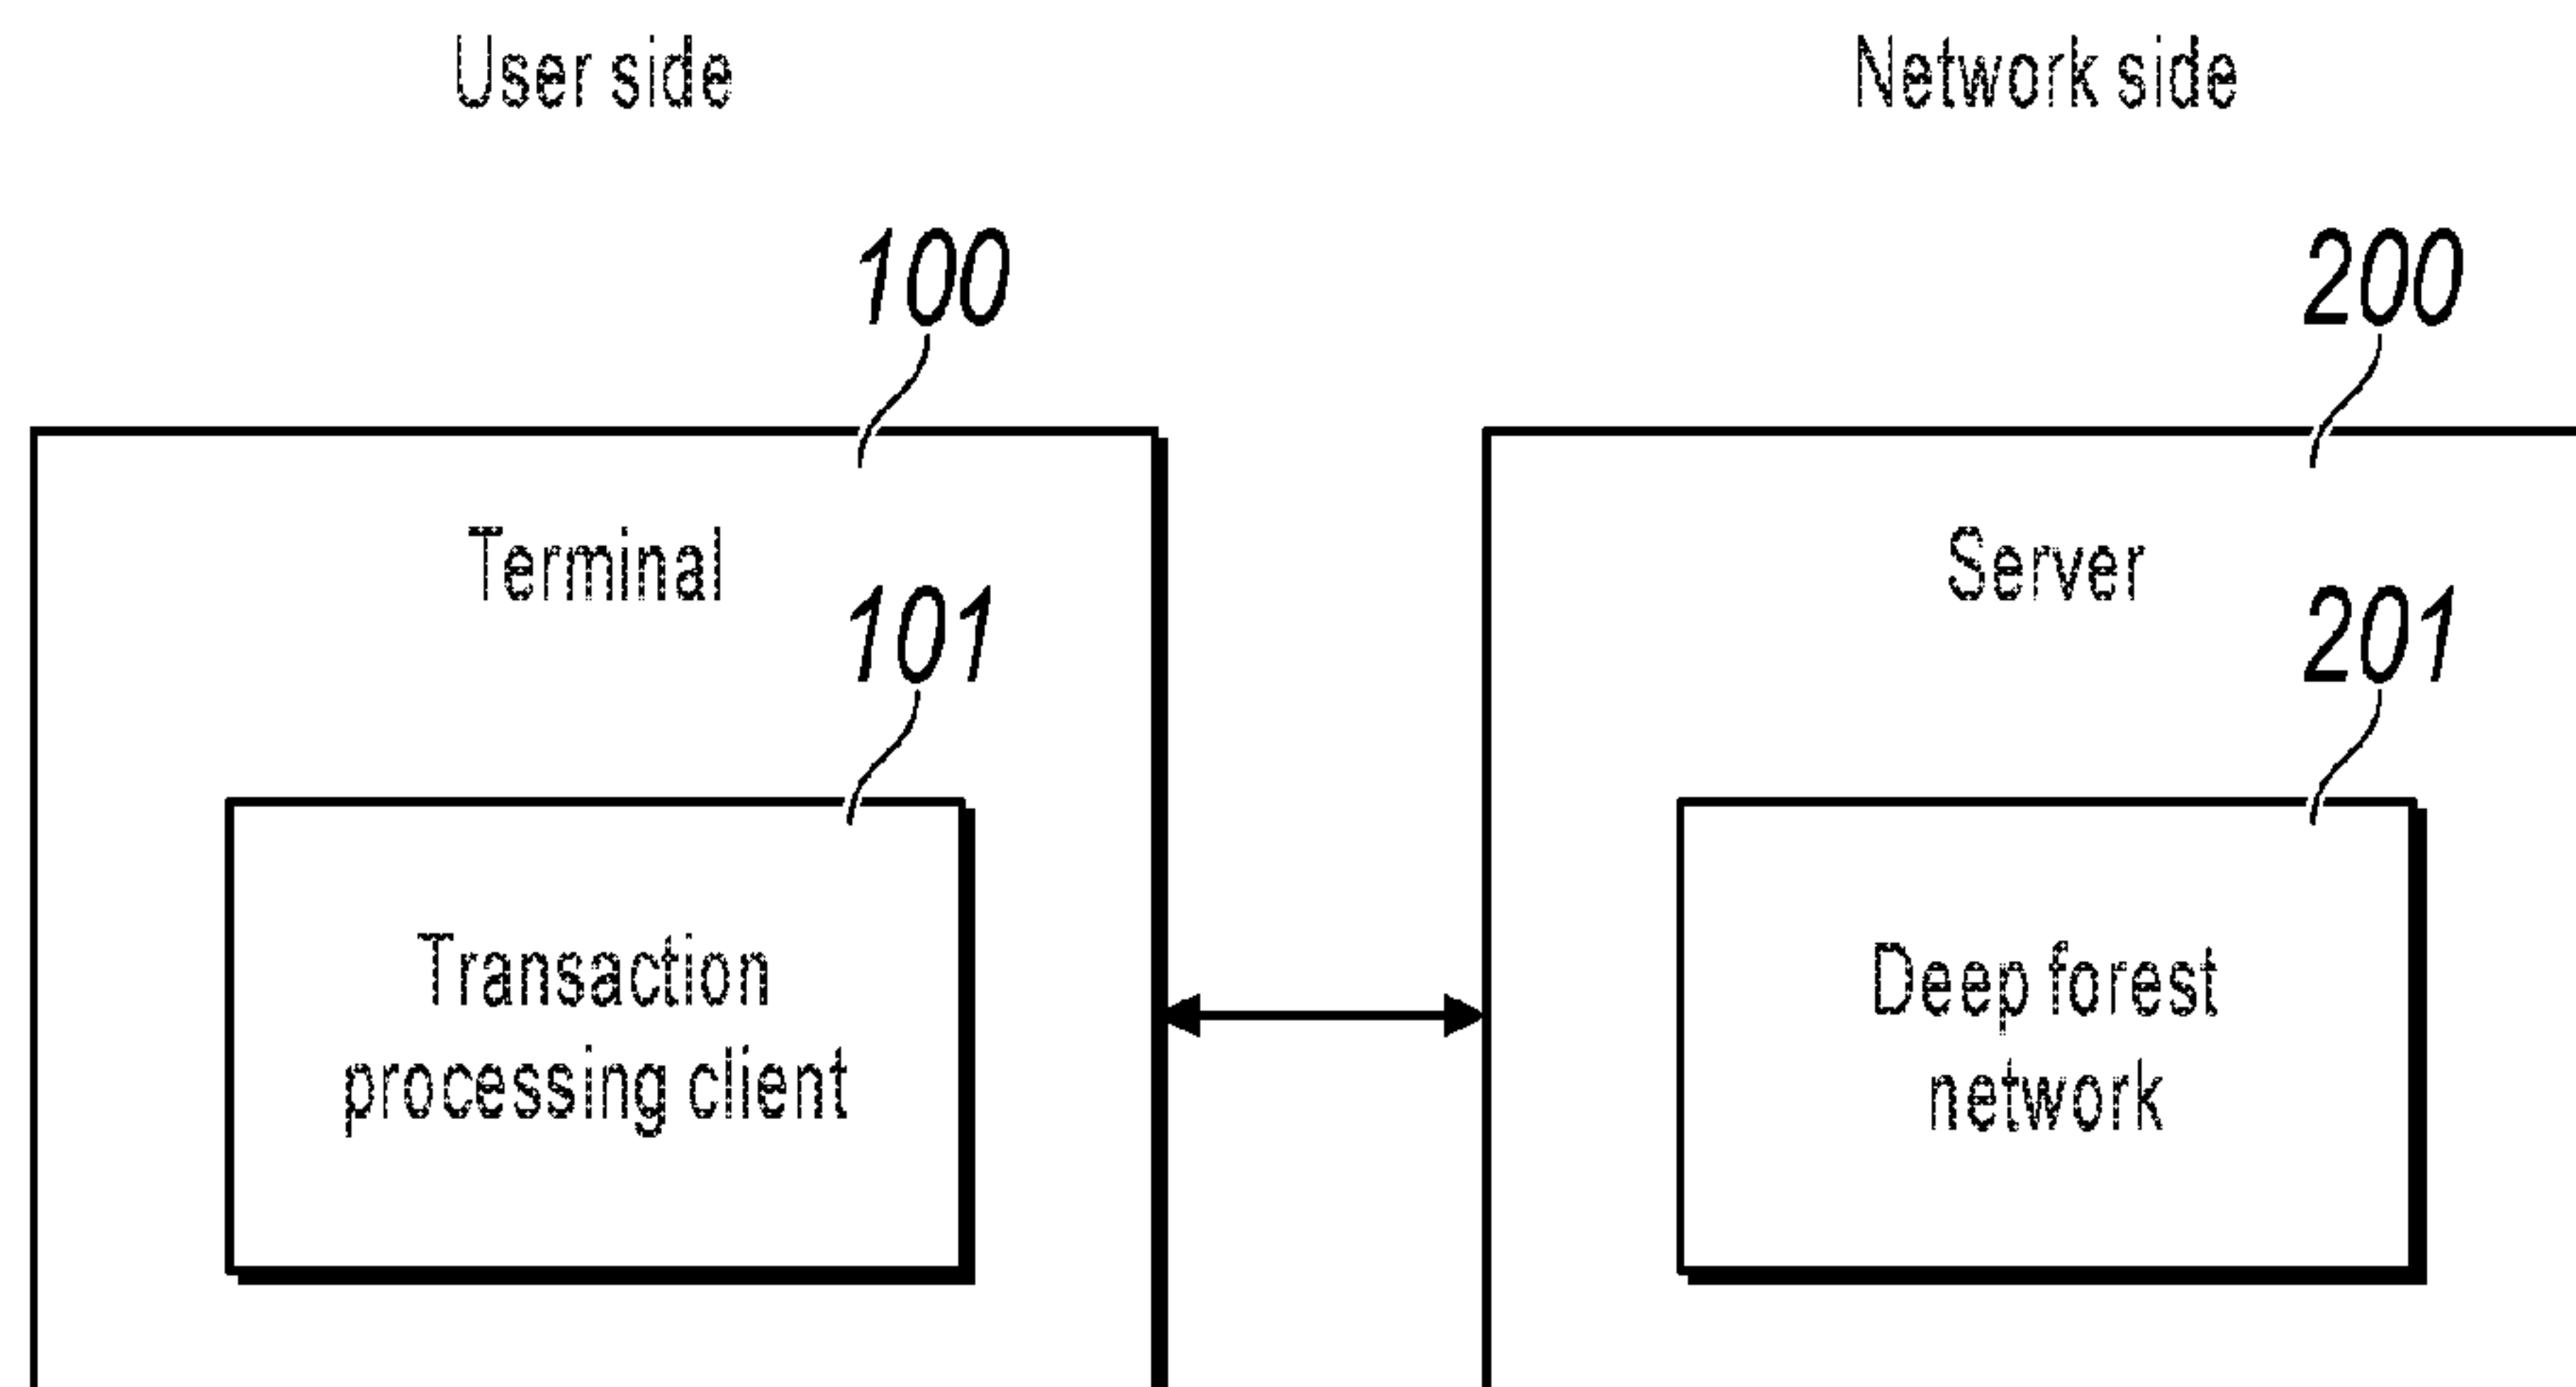 User side
Network side
100
200
Terminal
Server
101
201
Transaction
processing client
Deep forest
network